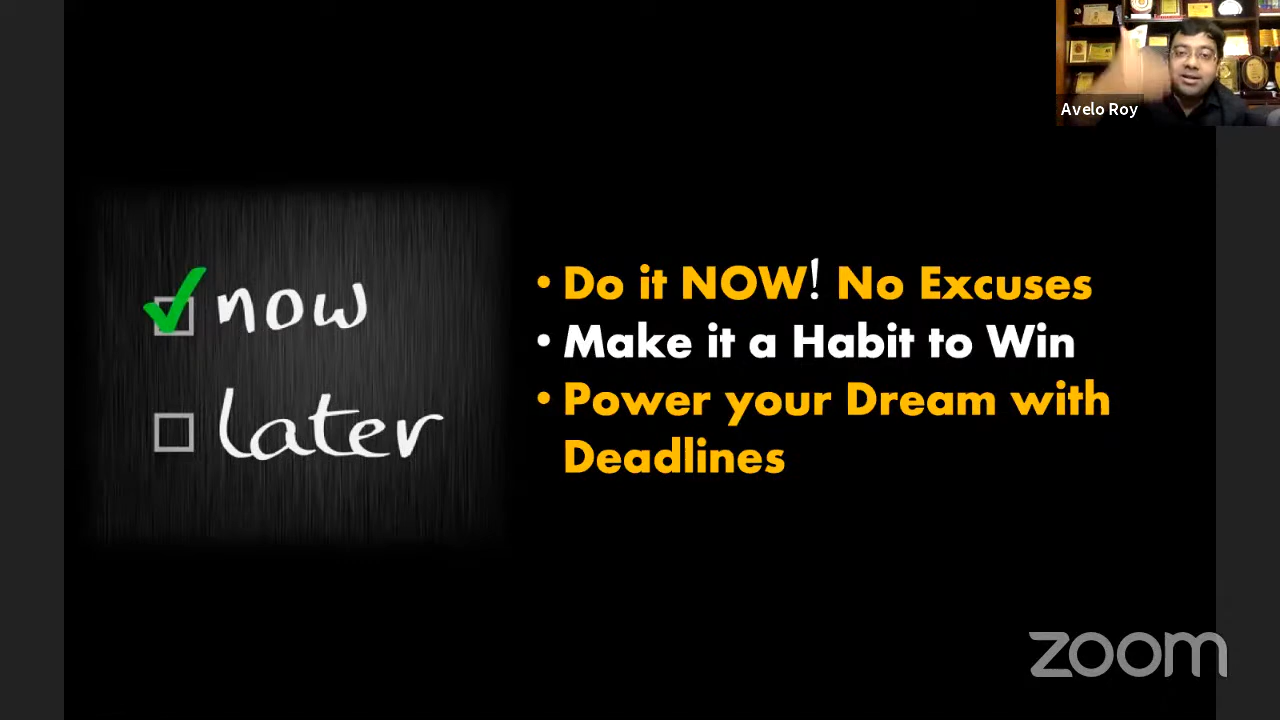 Avelo Roy
now
later
• Do it NOW! No Excuses
• Make it a Habit to Win
• Power your Dream with
Deadlines
zoom